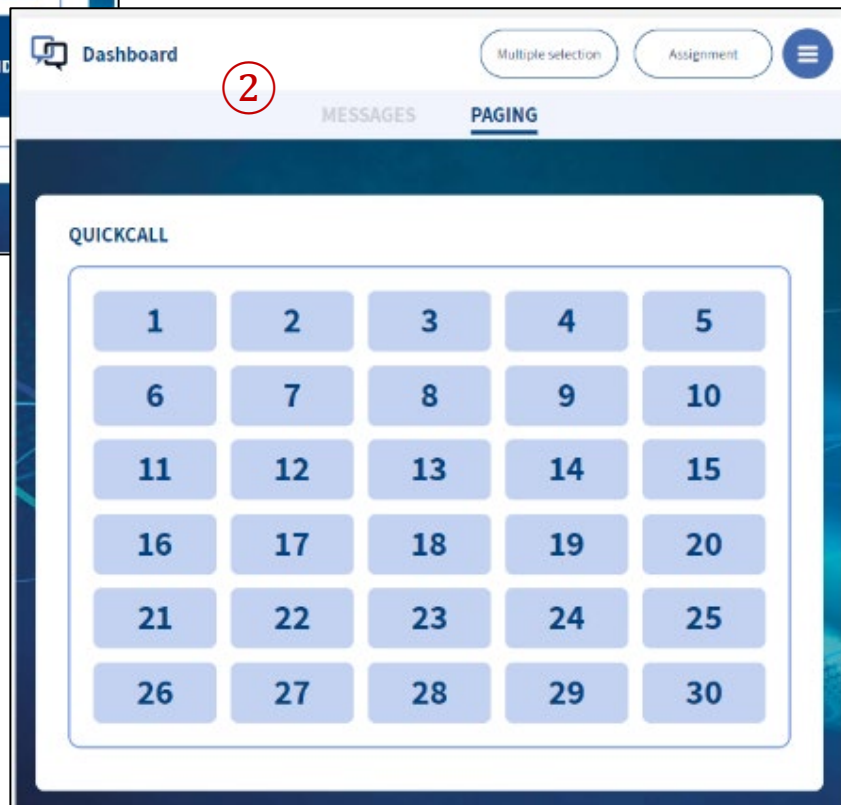 Dashboard
②
Multiple selection
Assignment
MESSAGES
PAGING
QUICKCALL
1 2 3 4 5
6 7 8 9 10
11 12 13 14 15
16 17 18 19 20
21 22 23 24 25
26 27 28 29 30